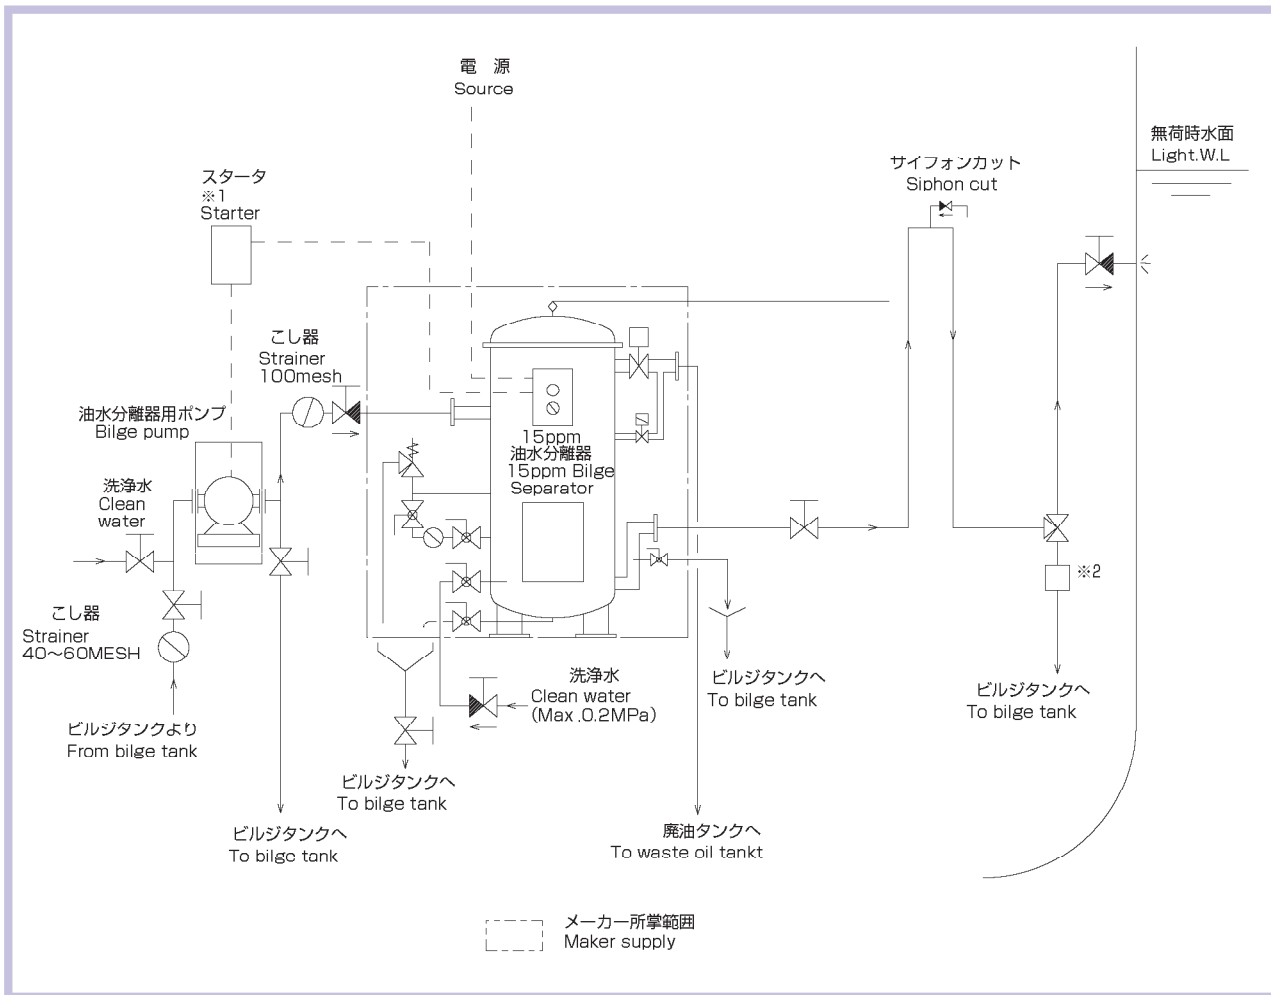 電 源
Source
無荷時水面
Light.W.L
サイフォンカット
Siphon cut
スタータ
※1
Starter
こし器
Strainer
100mesh
油水分離器用ポンプ
Bilge pump
15ppm
油水分離器
15ppm Bilge
Separator
洗浄水
Clean
water
※2
こし器
Strainer
40〜60MESH
洗浄水
Clean water
(Max.0.2MPa)
ビルジタンクへ
To bilge tank
ビルジタンクへ
To bilge tank
ビルジタンクより
From bilge tank
ビルジタンクへ
To bilge tank
ビルジタンクへ
To bilgo tank
廃油タンクへ
To waste oil tankt
メーカー所掌範囲
Maker supply